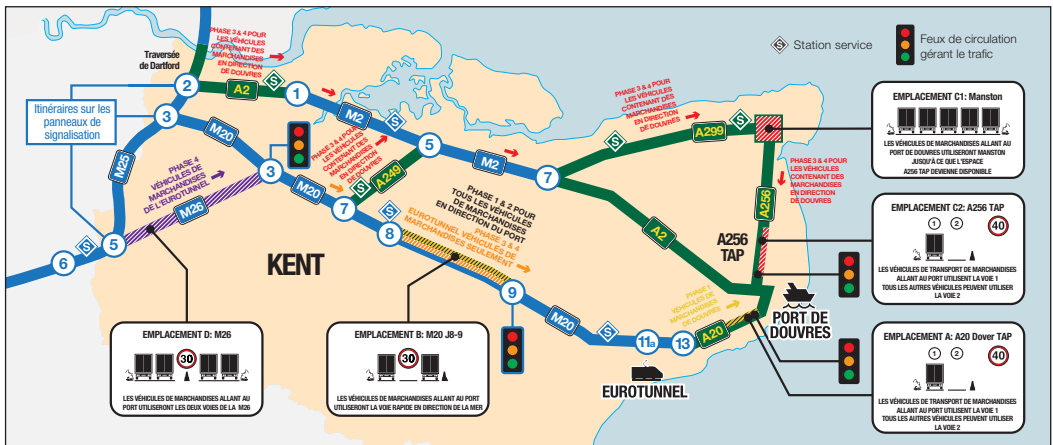 Traversée
de Dartford
PHASE 3 & 4 POUR
LES VÉHICULES
CONTENANT DES
MARCHANDISES
EN DIRECTION
DE DOUVRES
S Station service
Feux de circulation
gérant le trafic
2
A2
S
1
Itinéraires sur les
panneaux de
signalisation
3
M20
M25
M2
S
5
PHASE 3 & 4 POUR
LES VÉHICULES
CONTENANT DES
MARCHANDISES
EN DIRECTION
DE DOUVRES
A249
S
M2
7
PHASE 3 & 4 POUR
LES VÉHICULES
CONTENANT DES
MARCHANDISES
EN DIRECTION
DE DOUVRES
S
A299
S
PHASE 3 & 4 POUR
LES VÉHICULES
CONTENANT DES
MARCHANDISES
EN DIRECTION
DE DOUVRES
A256
A2
A256
TAP
PHASE 4
VÉHICULES DE
MARCHANDISES
DE L'EUROTUNNEL
M26
3
M20
7
S
8
5
S
6
KENT
PHASE 1 & 2 POUR
TOUS LES VÉHICULES
DE MARCHANDISES
EN DIRECTION DU PORT
PHASE 3 & 4
EUROTUNNEL VÉHICULES DE
MARCHANDISES SEULEMENT
9
M20
S
11a
13
A20
PHASE 1
VÉHICULES DE
MARCHANDISES DE
PORT DE
DOUVRES
EUROTUNNEL
EMPLACEMENT C1: Manston
LES VÉHICULES DE MARCHANDISES ALLANT AU
PORT DE DOUVRES UTILISERONT MANSTON
JUSQU'À CE QUE L'ESPACE
A256 TAP DEVIENNE DISPONIBLE
EMPLACEMENT C2: A256 TAP
1 2 40
LES VÉHICULES DE TRANSPORT DE MARCHANDISES
ALLANT AU PORT UTILISENT LA VOIE 1
TOUS LES AUTRES VÉHICULES PEUVENT UTILISER
LA VOIE 2
EMPLACEMENT A: A20 Dover TAP
1 2 40
LES VÉHICULES DE TRANSPORT DE MARCHANDISES
ALLANT AU PORT UTILISENT LA VOIE 1
TOUS LES AUTRES VÉHICULES PEUVENT UTILISER
LA VOIE 2
EMPLACEMENT D: M26
30
LES VÉHICULES DE MARCHANDISES ALLANT AU
PORT UTILISERONT LES DEUX VOIES DE LA M26
EMPLACEMENT B: M20 J8-9
30
LES VÉHICULES DE MARCHANDISES ALLANT AU PORT
UTILISERONT LA VOIE RAPIDE EN DIRECTION DE LA MER